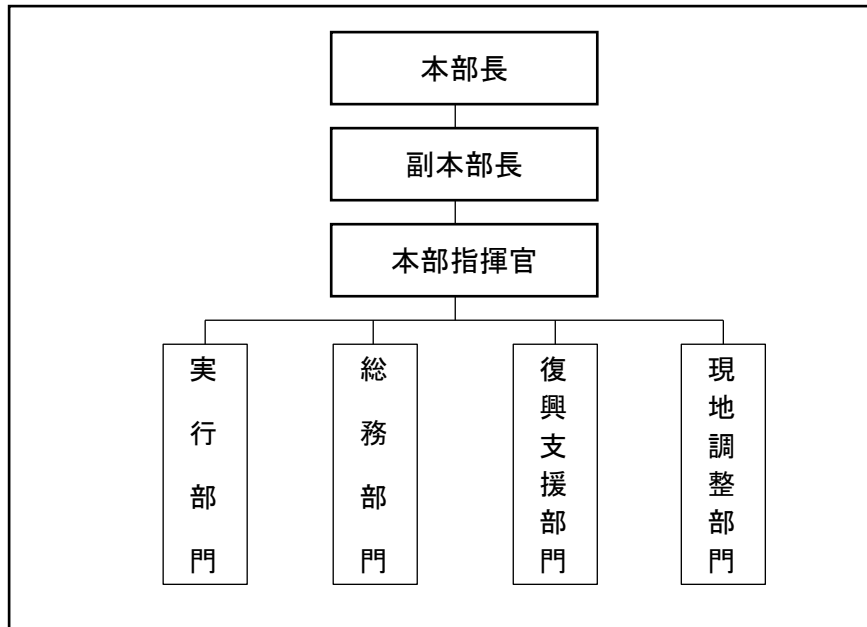 本部長
副本部長
本部指揮官
実行部門
総務部門
復興支援部門
現地調整部門